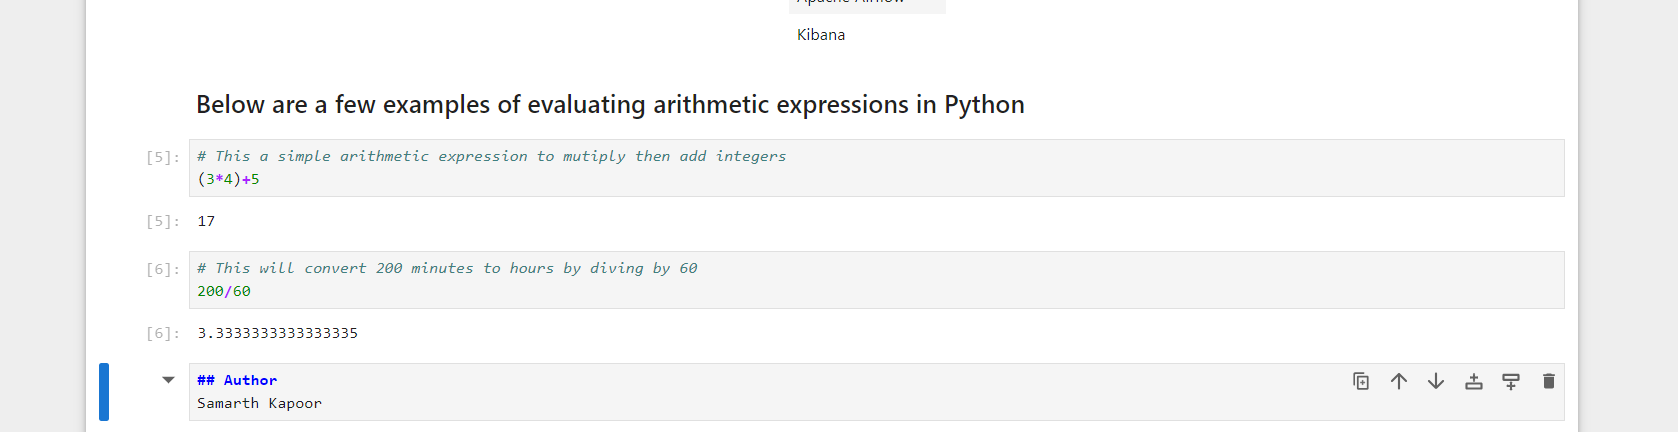 Apache Airflow
Kibana
Below are a few examples of evaluating arithmetic expressions in Python
[5]: # This a simple arithmetic expression to mutiply then add integers
(3*4)+5
[5]: 17
[6]: # This will convert 200 minutes to hours by diving by 60
200/60
[6]: 3.3333333333333335
## Author
Samarth Kapoor